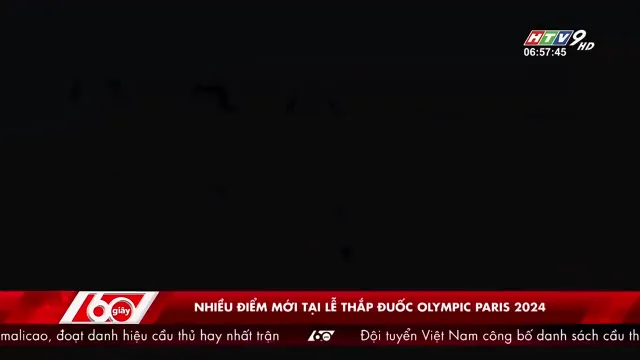 HTV9 HD
06:57:45
60 giây
NHIỀU ĐIỂM MỚI TẠI LỄ THẮP ĐUỐC OLYMPIC PARIS 2024
malicao, đoạt danh hiệu cầu thủ hay nhất trận 60 Đội tuyển Việt Nam công bố danh sách cầu th